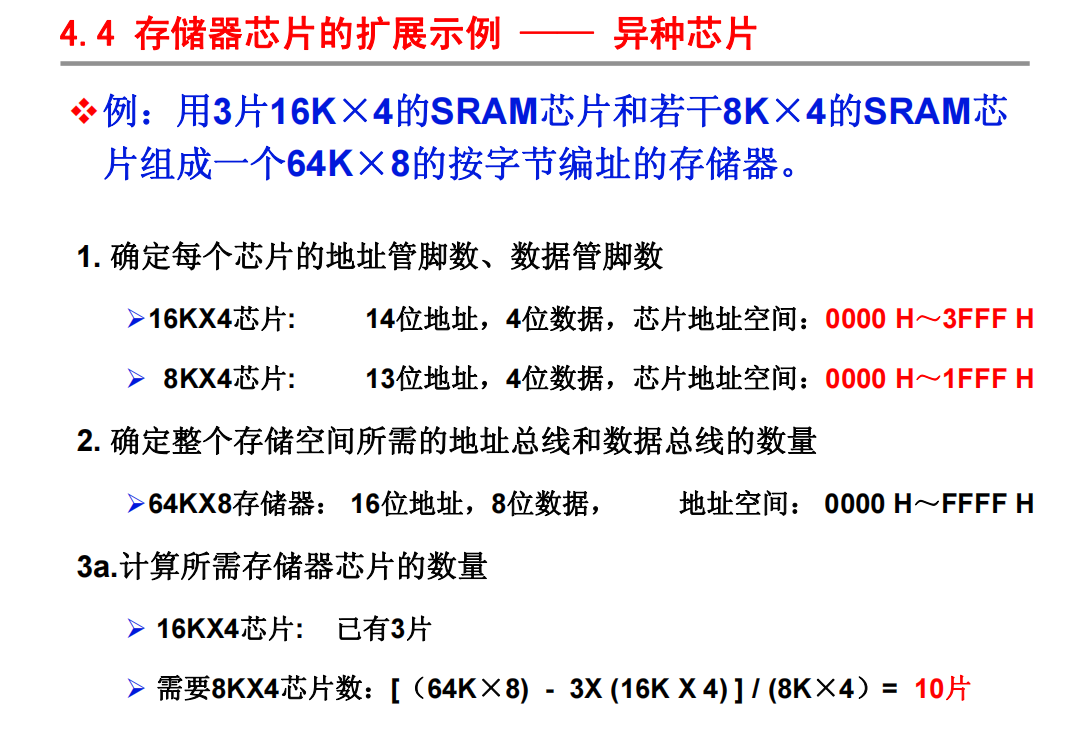 4.4 存储器芯片的扩展示例 —— 异种芯片
❖例：用3片16K×4的SRAM芯片和若干8K×4的SRAM芯
片组成一个64K×8的按字节编址的存储器。
1. 确定每个芯片的地址管脚数、数据管脚数
➢16KX4芯片: 14位地址，4位数据，芯片地址空间：0000 H～3FFF H
➢ 8KX4芯片: 13位地址，4位数据，芯片地址空间：0000 H～1FFF H
2. 确定整个存储空间所需的地址总线和数据总线的数量
➢64KX8存储器： 16位地址，8位数据， 地址空间： 0000 H～FFFF H
3a.计算所需存储器芯片的数量
➢ 16KX4芯片: 已有3片
➢ 需要8KX4芯片数：[（64K×8) - 3X (16K X 4) ] / (8K×4）= 10片